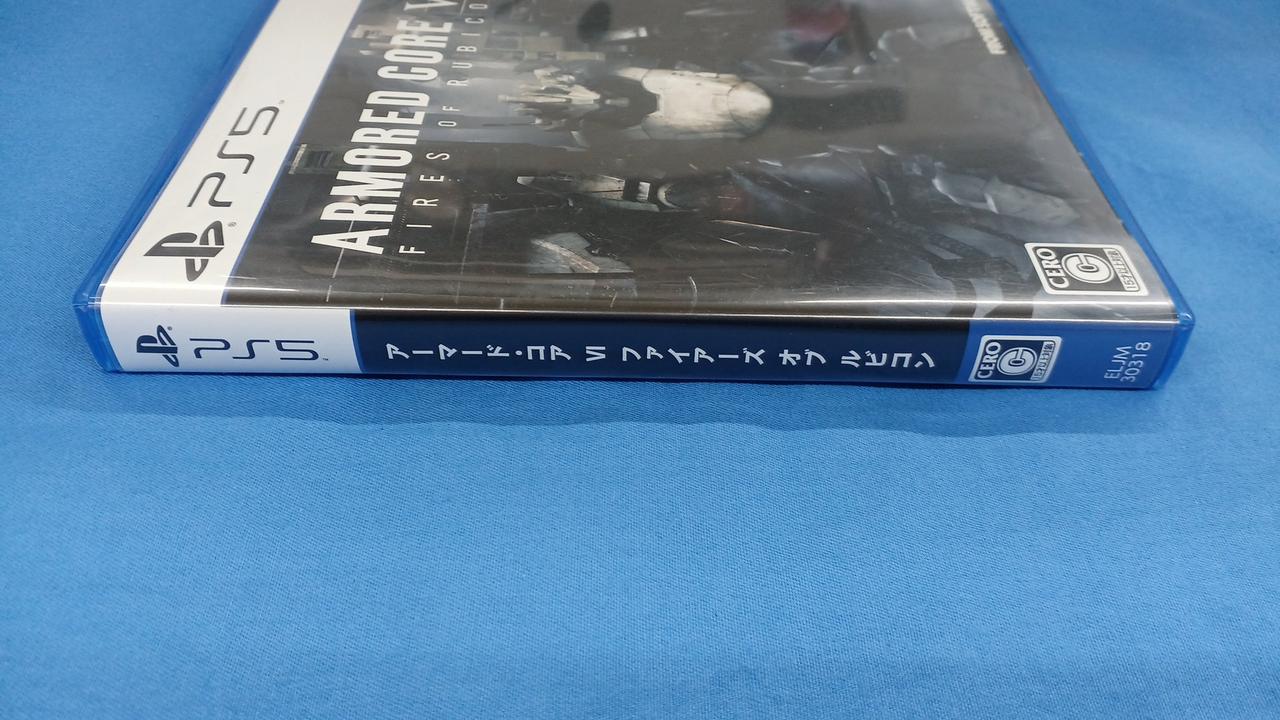 PS5
ARMORED CORE V
FIRES OF RUBICO
CERO
C
PS5
アーマード・コア VI ファイアーズ オブ ルビコン
CERO
C
ELJM
30318